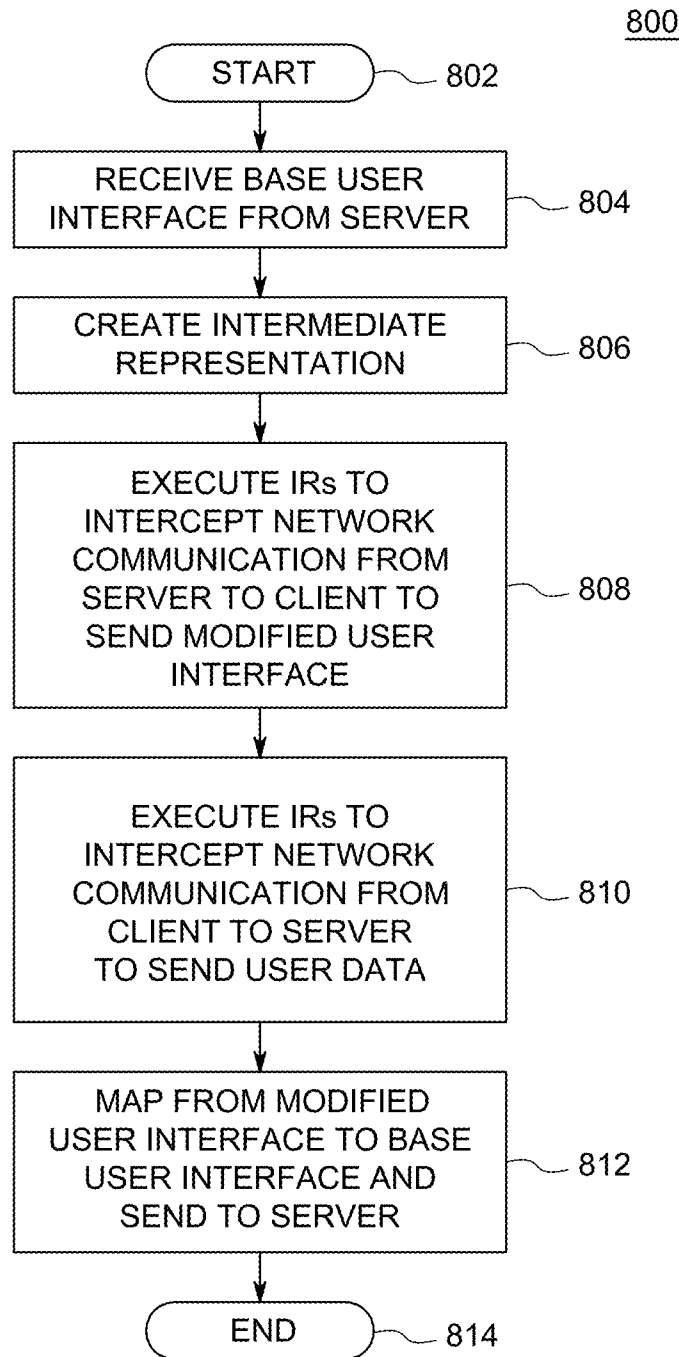 800
START
802
RECEIVE BASE USER
INTERFACE FROM SERVER
804
CREATE INTERMEDIATE
REPRESENTATION
806
EXECUTE IRs TO
INTERCEPT NETWORK
COMMUNICATION FROM
SERVER TO CLIENT TO
SEND MODIFIED USER
INTERFACE
808
EXECUTE IRs TO
INTERCEPT NETWORK
COMMUNICATION FROM
CLIENT TO SERVER
TO SEND USER DATA
810
MAP FROM MODIFIED
USER INTERFACE TO BASE
USER INTERFACE AND
SEND TO SERVER
812
END
814